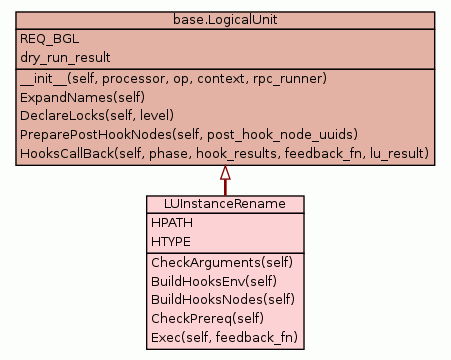 base.LogicalUnit
REQ_BGL
dry_run_result
__init__(self, processor, op, context, rpc_runner)
ExpandNames(self)
DeclareLocks(self, level)
PreparePostHookNodes(self, post_hook_node_uuids)
HooksCallBack(self, phase, hook_results, feedback_fn, lu_result)
LUInstanceRename
HPATH
HTYPE
CheckArguments(self)
BuildHooksEnv(self)
BuildHooksNodes(self)
CheckPrereq(self)
Exec(self, feedback_fn)